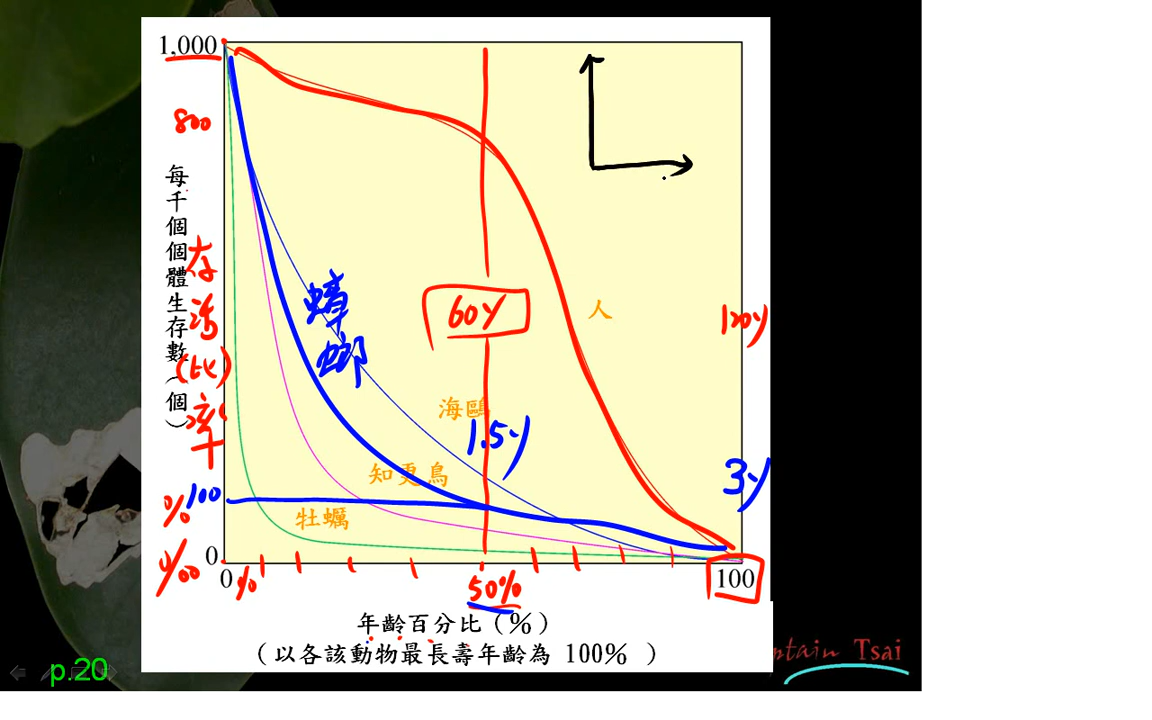 1,000
800
每千個個體生存數（個）
存活(比)率
蟑螂
60Y
人
120y
海鷗
1.5y
知更鳥
3y
100
牡蠣
%
0
0
%
50%
100
年齡百分比（%）
（以各該動物最長壽年齡為 100% ）
ntain Tsai
p.20